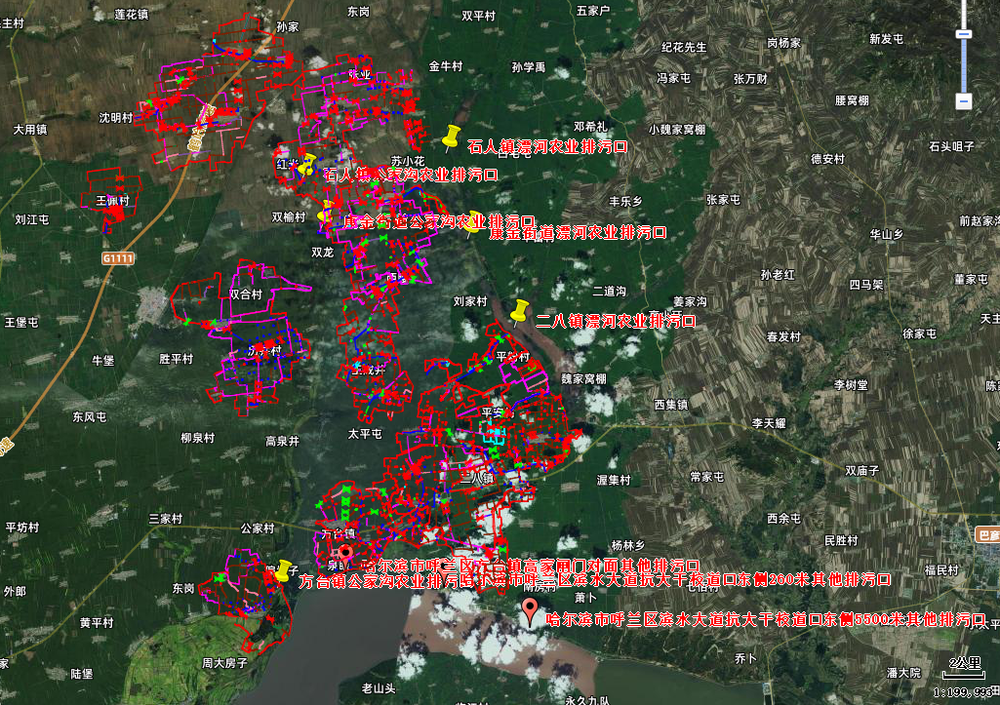 莲花镇
东岗
双平村
五家户
孙家
纪花先生
岗杨家
新发屯
张业
金牛村
孙学禹
冯家屯
张万财
腰窝棚
沈明村
大用镇
邓希礼
小魏家窝棚
石头咀子
石人镇漂河农业排污口
德安村
红光
苏小花
石人镇公家沟农业排污口
王佩村
刘江屯
双榆村
丰乐乡
张家屯
康金街道公家沟农业排污口
康金街道漂河农业排污口
华山乡
双龙
G1111
孙老红
四马架
董家屯
双合村
刘家村
二道沟
姜家沟
二八镇漂河农业排污口
王堡屯
徐家屯
春发村
胜平村
牛堡
魏家窝棚
李树堂
西集镇
东风屯
平安
李天耀
柳泉村
高泉井
太平屯
双庙子
二八镇
渥集村
常家屯
三家村
公家村
方台镇
西余屯
平坊村
民胜村
杨林乡
福民村
哈尔滨市呼兰区方台镇高家厕门对面其他排污口
方台镇公家沟农业排污口
哈尔滨市呼兰区滨水大道抗大干校道口东侧260米其他排污口
东岗
外郎
萧卜
哈尔滨市呼兰区滨水大道抗大干校道口东侧5500米其他排污口
黄平村
周大房子
陆堡
乔卜
潘大院
2公里
老山头
永久九队
1:199,993